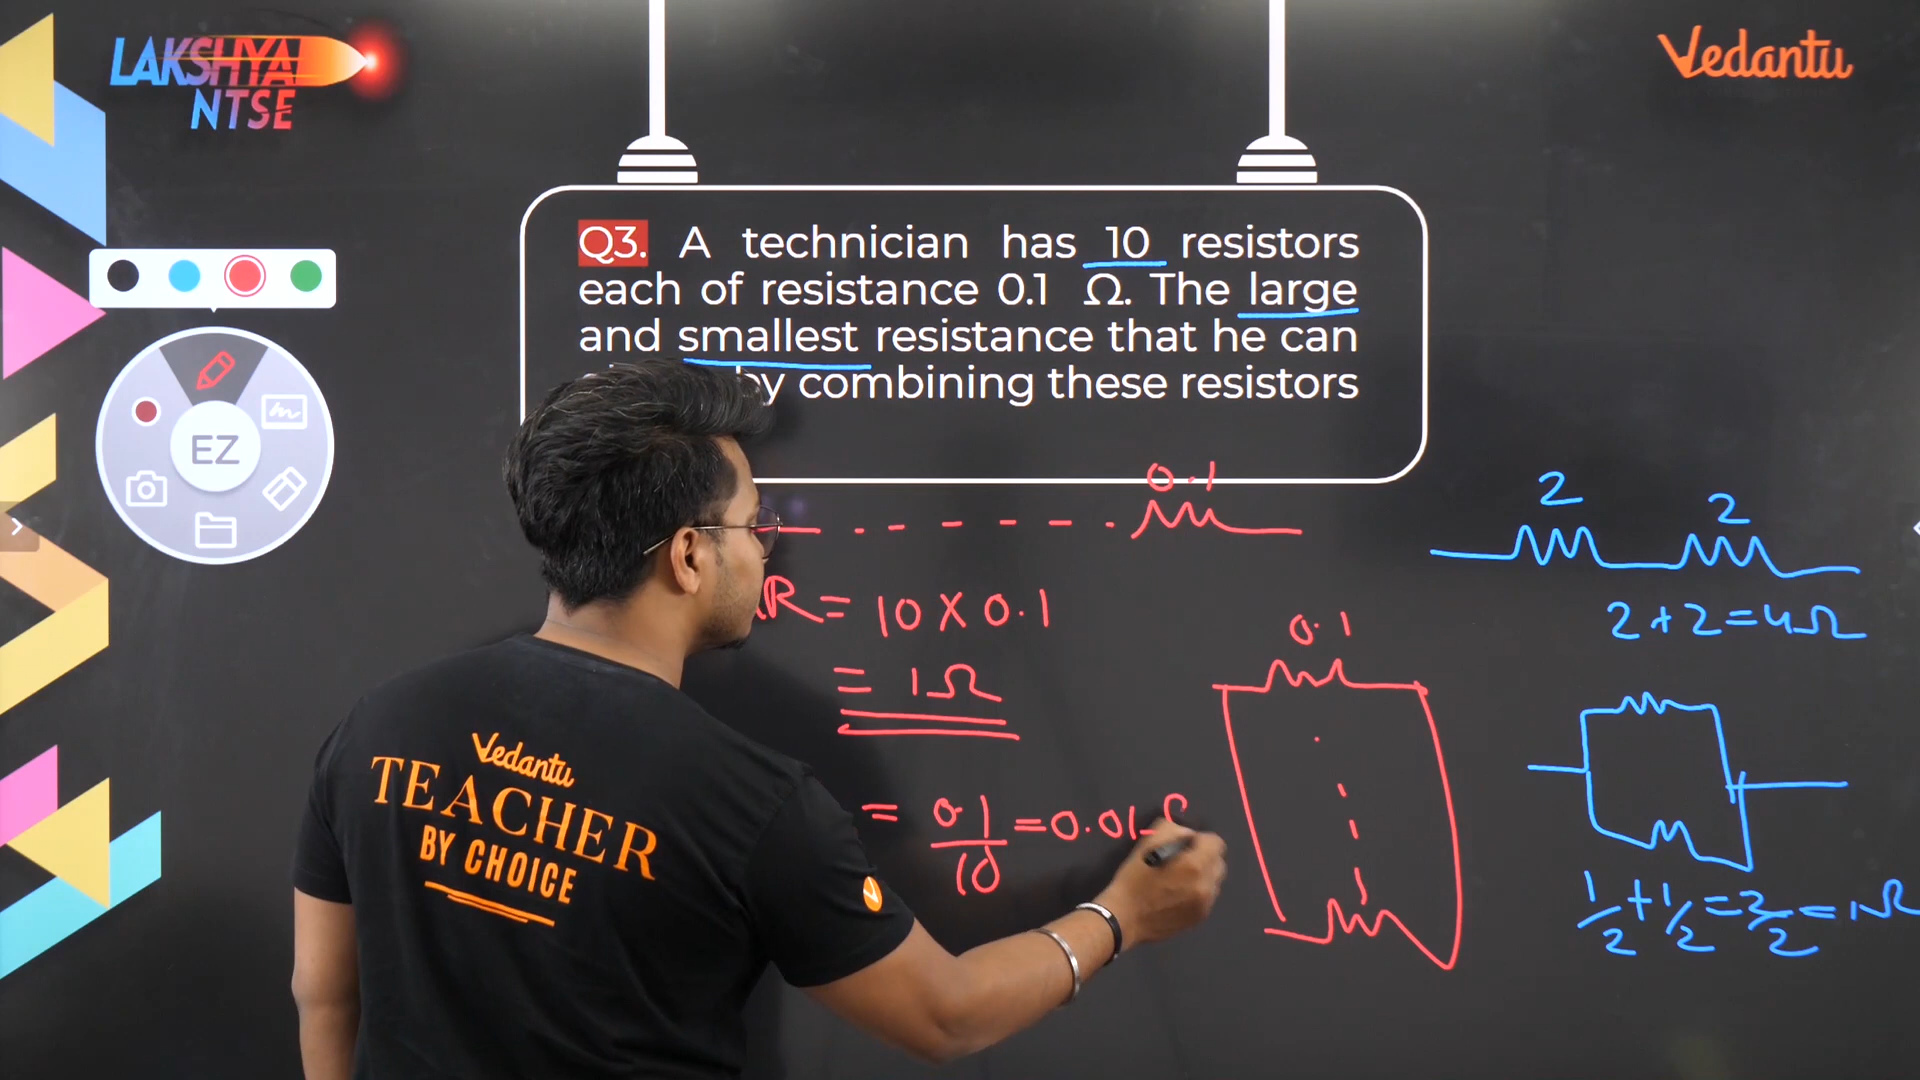 LAKSHYA
NTSE
Vedantu
Q3. A technician has 10 resistors
each of resistance 0.1 Ω. The large
and smallest resistance that he can
by combining these resistors
EZ
0.1
R = 10 X 0.1
= 1Ω
= 0.1/10 = 0.01Ω
0.1
2 2
2 + 2 = 4Ω
1/2 + 1/2 = 2/2 = 1Ω
Vedantu
TEACHER
BY CHOICE